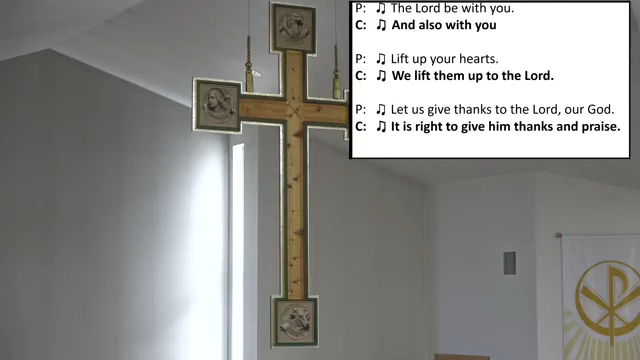 P: ♫ The Lord be with you.
C: ♫ And also with you
P: ♫ Lift up your hearts.
C: ♫ We lift them up to the Lord.
P: ♫ Let us give thanks to the Lord, our God.
C: ♫ It is right to give him thanks and praise.